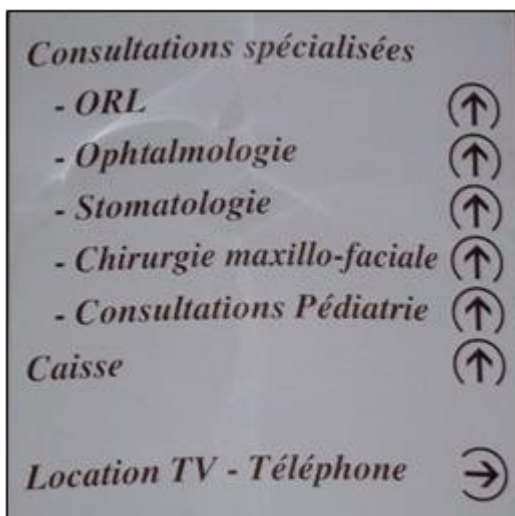 Consultations spécialisées
- ORL
- Ophtalmologie
- Stomatologie
- Chirurgie maxillo-faciale
- Consultations Pédiatrie
Caisse
Location TV - Téléphone